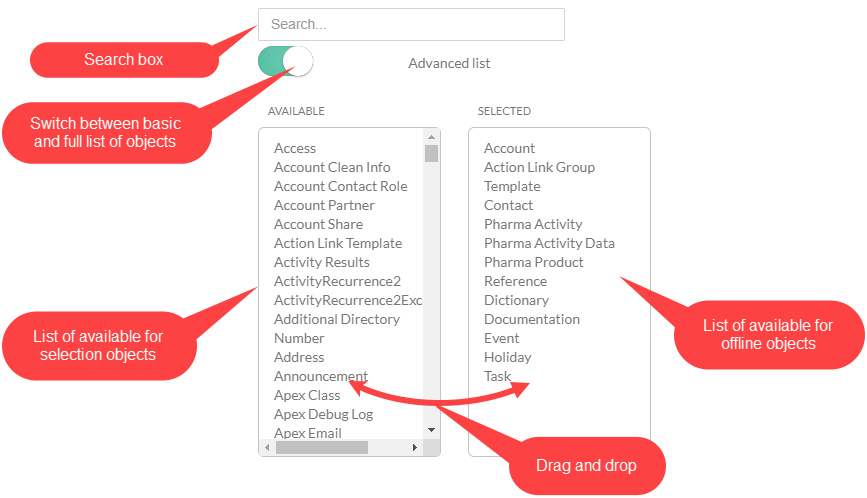 Search...
Search box
Advanced list
Switch between basic
and full list of objects
AVAILABLE
SELECTED
Access
Account Clean Info
Account Contact Role
Account Partner
Account Share
Action Link Template
Activity Results
ActivityRecurrence2
ActivityRecurrence2Exc
Additional Directory
Number
Address
Announcement
Apex Class
Apex Debug Log
Apex Email
Account
Action Link Group
Template
Contact
Pharma Activity
Pharma Activity Data
Pharma Product
Reference
Dictionary
Documentation
Event
Holiday
Task
List of available for
selection objects
List of available for
offline objects
Drag and drop